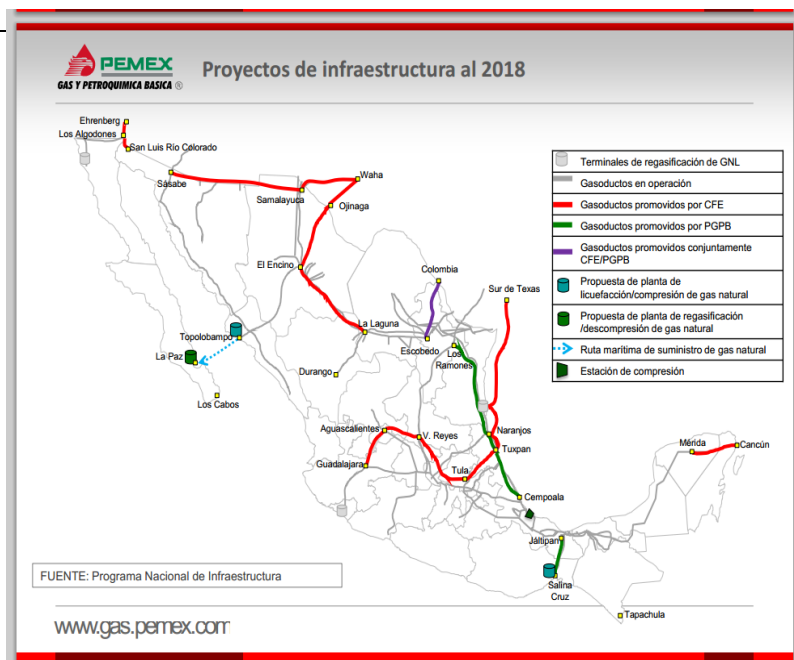 PEMEX
GAS Y PETROQUIMICA BASICA ®
Proyectos de infraestructura al 2018
Ehrenberg
Los Algodones
San Luis Río Colorado
Sásabe
Samalayuca
Waha
Ojinaga
El Encino
Colombia
Sur de Texas
La Laguna
Topolobampo
La Paz
Escobedo
Los
Ramones
Durango
Los Cabos
Aguascalientes
V. Reyes
Naranjos
Tuxpan
Guadalajara
Tula
Mérida
Cancún
Cempoala
Jáltipan
Salina
Cruz
Tapachula
Terminales de regasificación de GNL
Gasoductos en operación
Gasoductos promovidos por CFE
Gasoductos promovidos por PGPB
Gasoductos promovidos conjuntamente
CFE/PGPB
Propuesta de planta de
licuefacción/compresión de gas natural
Propuesta de planta de regasificación
/descompresión de gas natural
Ruta marítima de suministro de gas natural
Estación de compresión
FUENTE: Programa Nacional de Infraestructura
www.gas.pemex.com